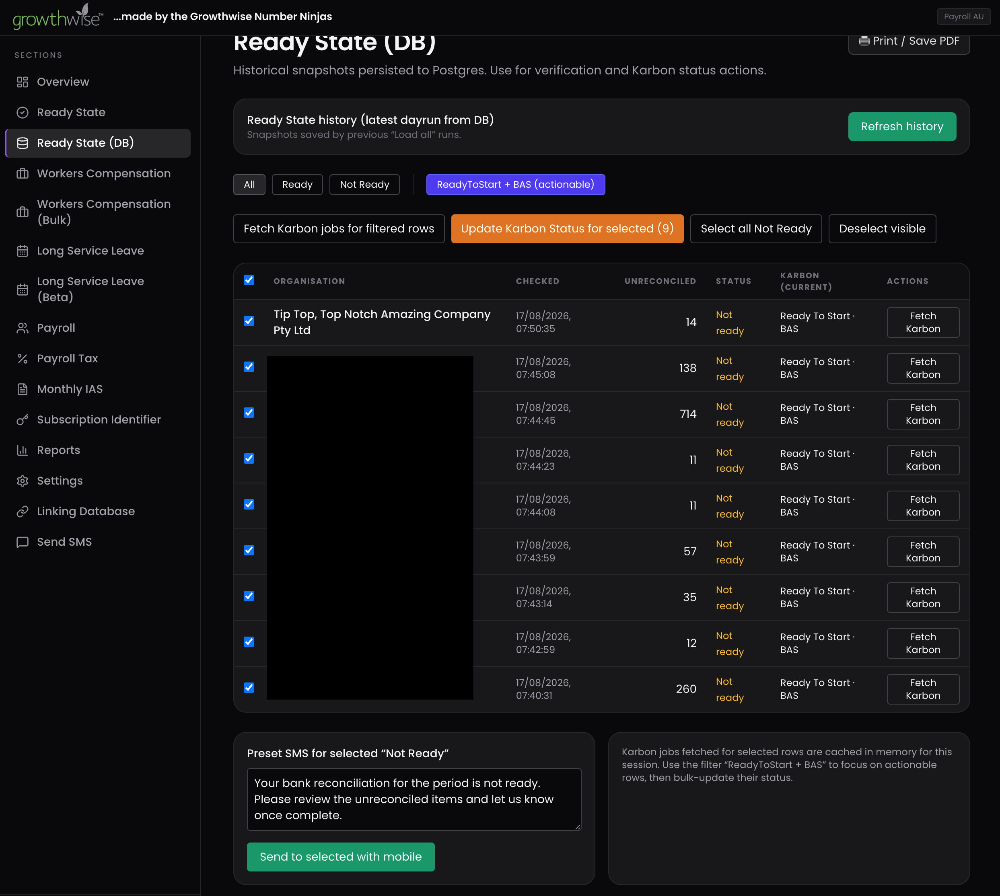 growthwise™ ...made by the Growthwise Number Ninjas
Payroll AU
SECTIONS
Overview
Ready State
Ready State (DB)
Workers Compensation
Workers Compensation
(Bulk)
Long Service Leave
Long Service Leave
(Beta)
Payroll
Payroll Tax
Monthly IAS
Subscription Identifier
Reports
Settings
Linking Database
Send SMS
Ready State (DB)
Print / Save PDF
Historical snapshots persisted to Postgres. Use for verification and Karbon status actions.
Ready State history (latest dayrun from DB)
Snapshots saved by previous “Load all” runs.
Refresh history
All Ready Not Ready ReadyToStart + BAS (actionable)
Fetch Karbon jobs for filtered rows Update Karbon Status for selected (9) Select all Not Ready Deselect visible
ORGANISATION CHECKED UNRECONCILED STATUS KARBON
(CURRENT) ACTIONS
Tip Top, Top Notch Amazing Company
Pty Ltd
17/08/2026,
07:50:35
14
Not
ready
Ready To Start ·
BAS
Fetch
Karbon
17/08/2026,
07:45:08
138
Not
ready
Ready To Start ·
BAS
Fetch
Karbon
17/08/2026,
07:44:45
714
Not
ready
Ready To Start ·
BAS
Fetch
Karbon
17/08/2026,
07:44:23
11
Not
ready
Ready To Start ·
BAS
Fetch
Karbon
17/08/2026,
07:44:08
11
Not
ready
Ready To Start ·
BAS
Fetch
Karbon
17/08/2026,
07:43:59
57
Not
ready
Ready To Start ·
BAS
Fetch
Karbon
17/08/2026,
07:43:14
35
Not
ready
Ready To Start ·
BAS
Fetch
Karbon
17/08/2026,
07:42:59
12
Not
ready
Ready To Start ·
BAS
Fetch
Karbon
17/08/2026,
07:40:31
260
Not
ready
Ready To Start ·
BAS
Fetch
Karbon
Preset SMS for selected “Not Ready”
Your bank reconciliation for the period is not ready.
Please review the unreconciled items and let us know
once complete.
Send to selected with mobile
Karbon jobs fetched for selected rows are cached in memory for this
session. Use the filter “ReadyToStart + BAS” to focus on actionable
rows, then bulk-update their status.